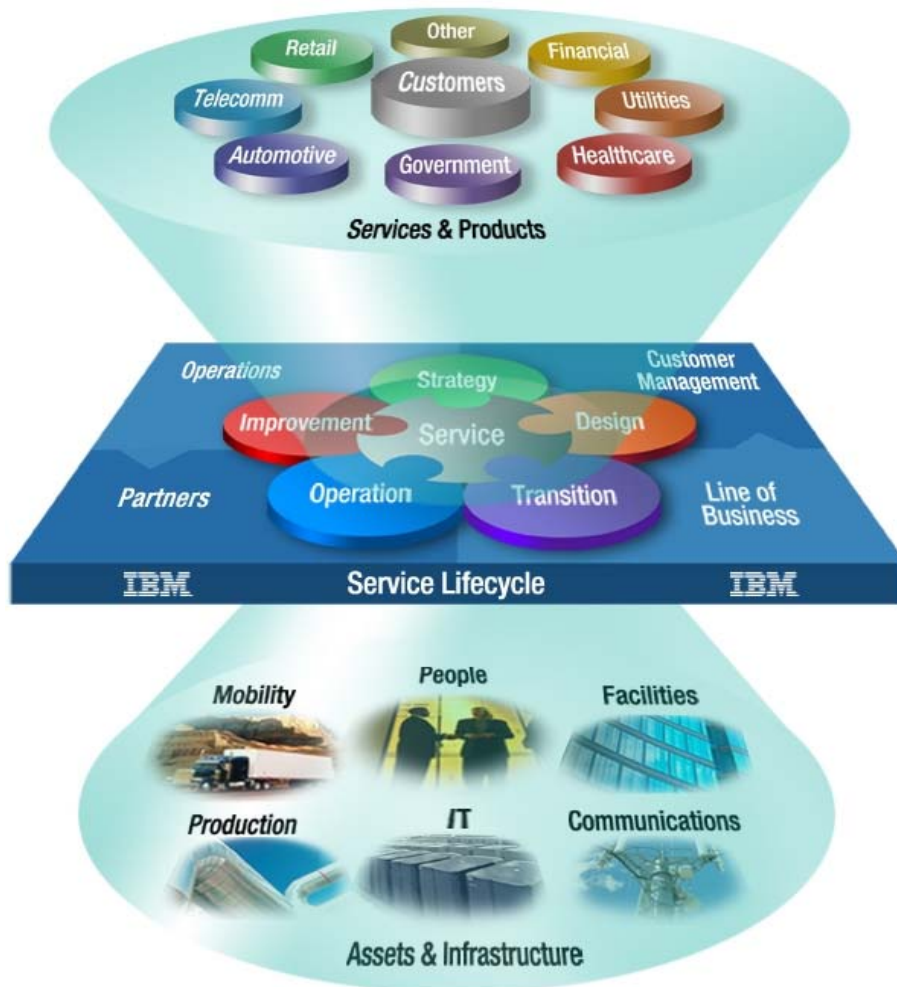 Other
Retail
Financial
Customers
Telecomm
Utilities
Automotive
Government
Healthcare
Services & Products
Operations
Strategy
Customer
Management
Improvement
Service
Design
Partners
Operation
Transition
Line of
Business
IBM
Service Lifecycle
IBM
People
Mobility
Facilities
Production
IT
Communications
Assets & Infrastructure